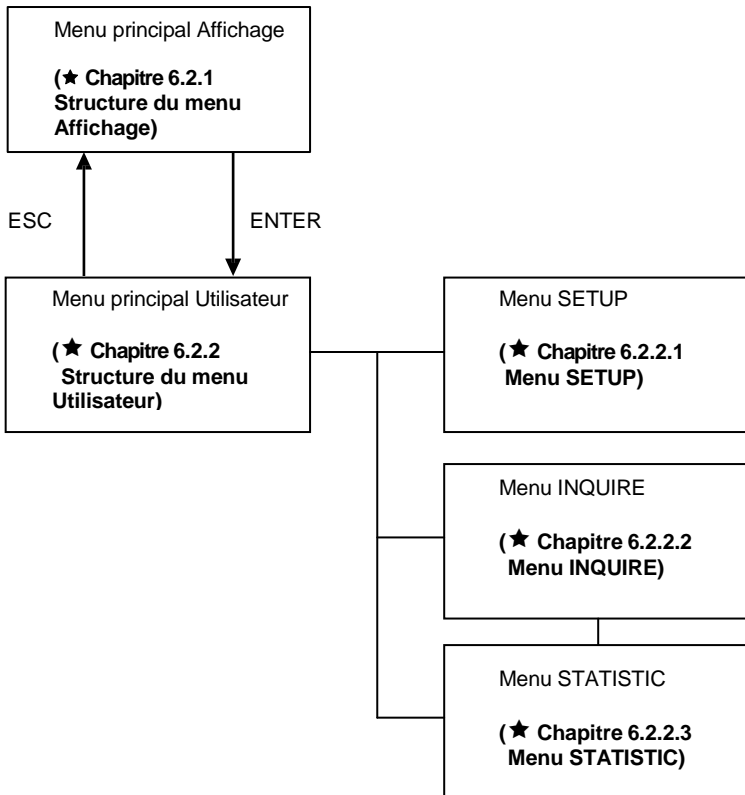 Menu principal Affichage
(★ Chapitre 6.2.1
Structure du menu
Affichage)
ESC
ENTER
Menu principal Utilisateur
(★ Chapitre 6.2.2
Structure du menu
Utilisateur)
Menu SETUP
(★ Chapitre 6.2.2.1
Menu SETUP)
Menu INQUIRE
(★ Chapitre 6.2.2.2
Menu INQUIRE)
Menu STATISTIC
(★ Chapitre 6.2.2.3
Menu STATISTIC)